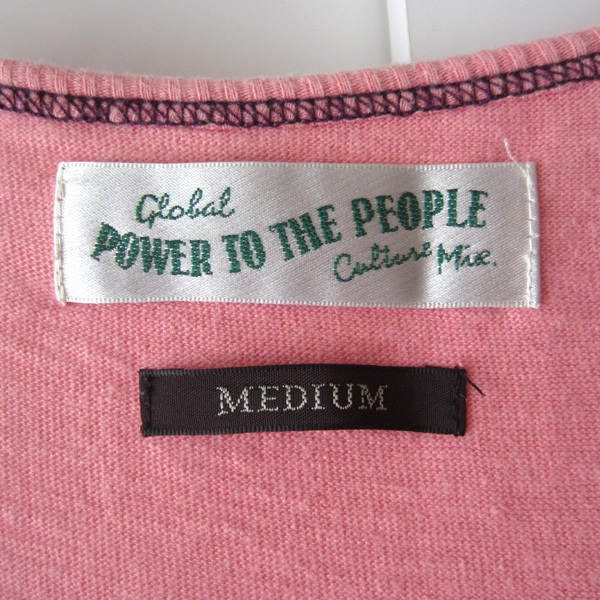 Global
POWER TO THE PEOPLE
Culture Mix.
MEDIUM